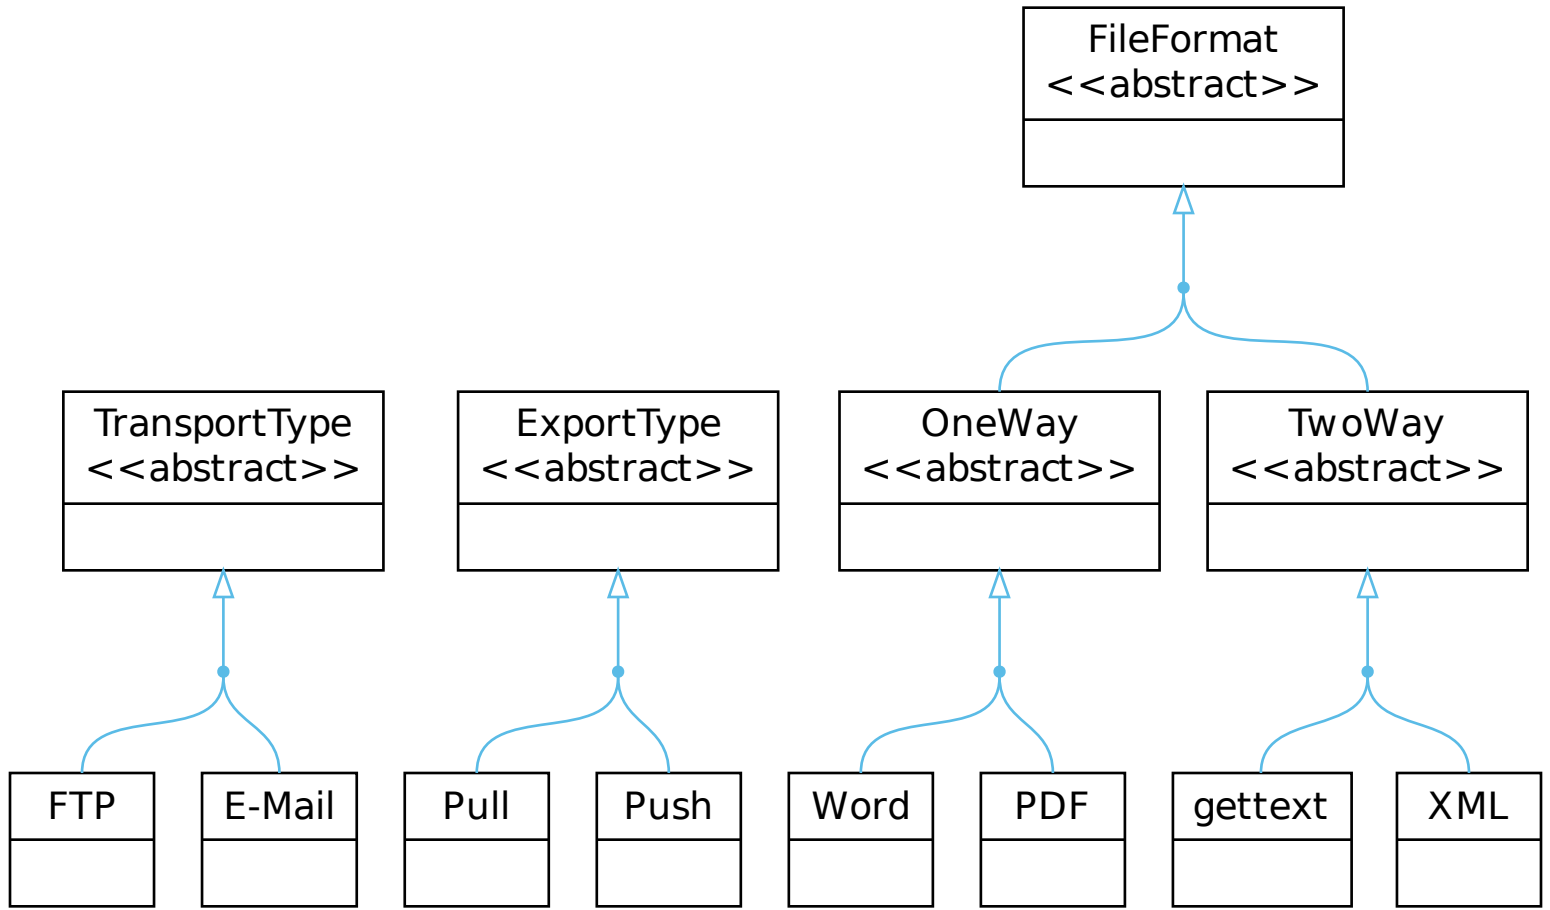 FileFormat
<<abstract>>
TransportType
<<abstract>>
ExportType
<<abstract>>
OneWay
<<abstract>>
TwoWay
<<abstract>>
FTP
E-Mail
Pull
Push
Word
PDF
gettext
XML